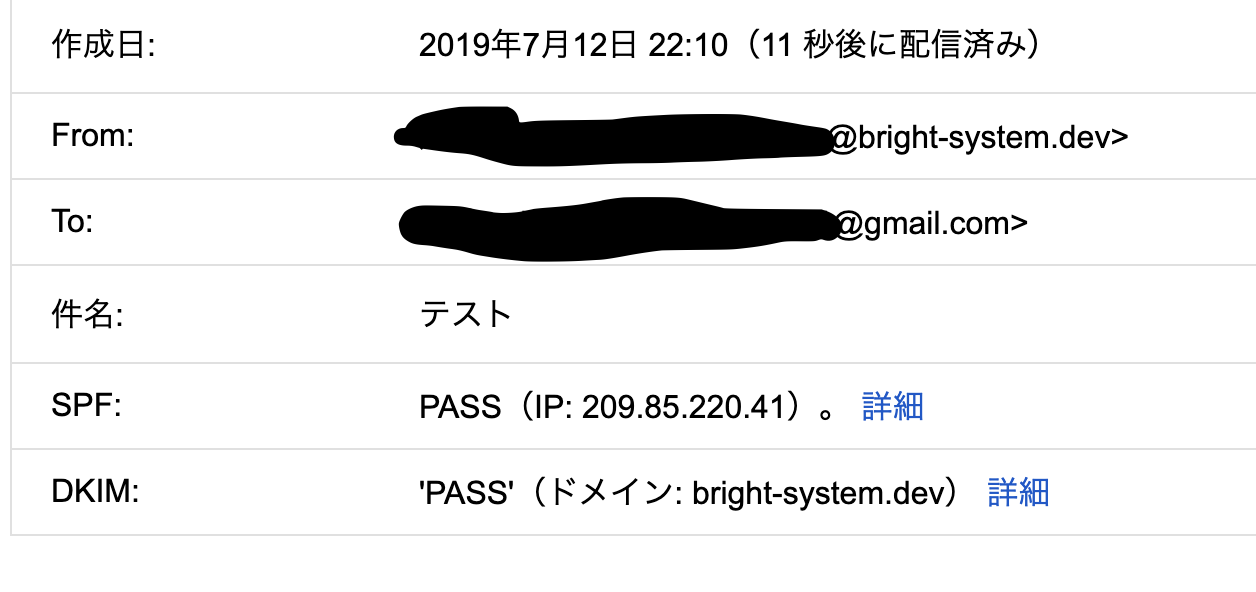 作成日: 2019年7月12日 22:10（11 秒後に配信済み）
From: @bright-system.dev>
To: @gmail.com>
件名: テスト
SPF: PASS（IP: 209.85.220.41）。 詳細
DKIM: 'PASS'（ドメイン: bright-system.dev） 詳細